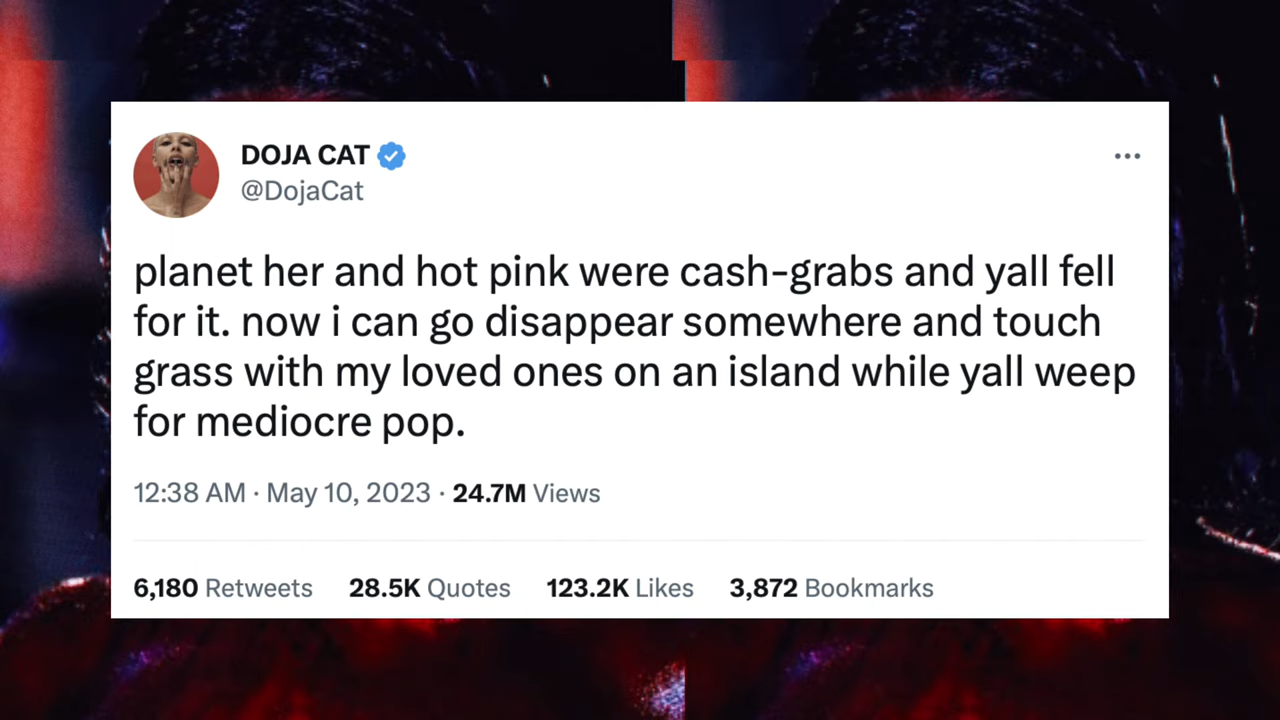 DOJA CAT
@DojaCat
planet her and hot pink were cash-grabs and yall fell
for it. now i can go disappear somewhere and touch
grass with my loved ones on an island while yall weep
for mediocre pop.
12:38 AM · May 10, 2023 · 24.7M Views
6,180 Retweets 28.5K Quotes 123.2K Likes 3,872 Bookmarks